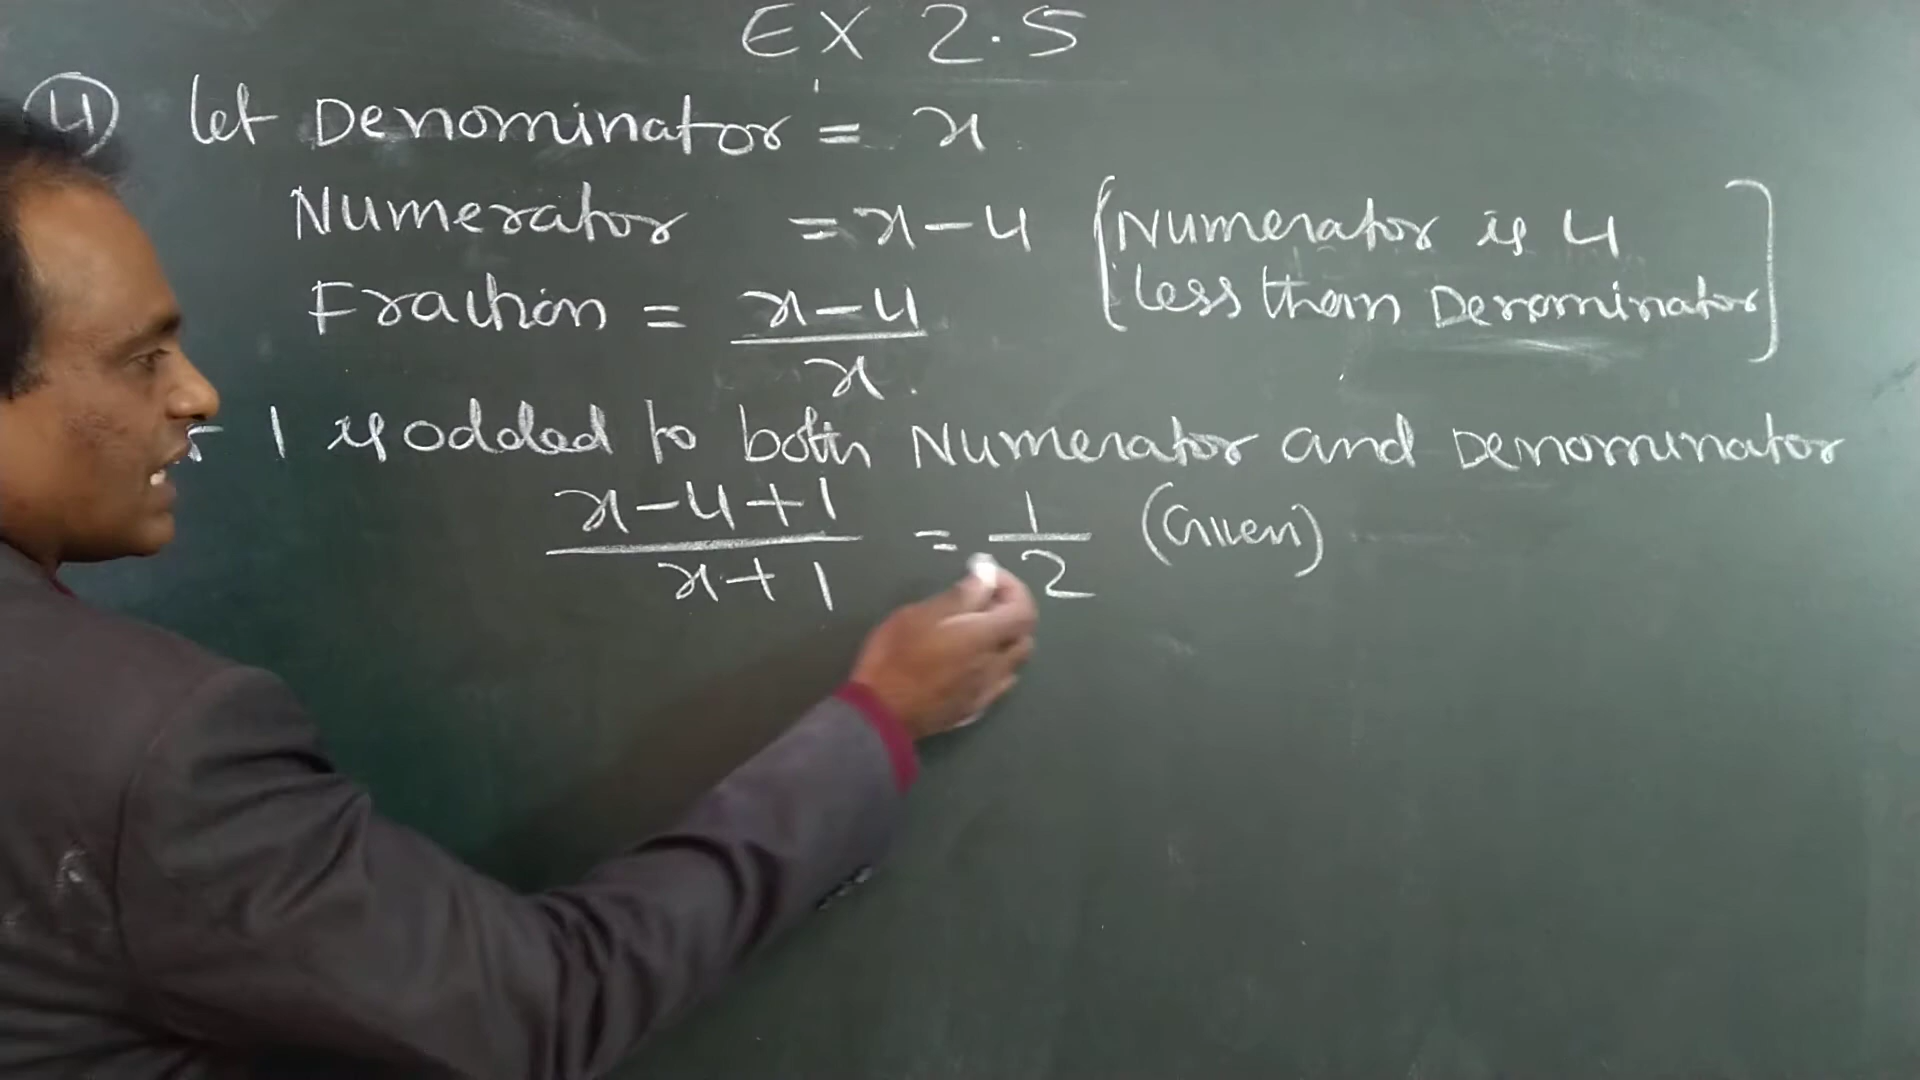 EX 2.5
4) let Denominator = x
Numerator = x-4 [Numerator is 4 less than Denominator]
Fraction = x-4 / x.
1 is added to both Numerator and Denominator
x-4+1 / x+1 = 1 / 2 (Given)